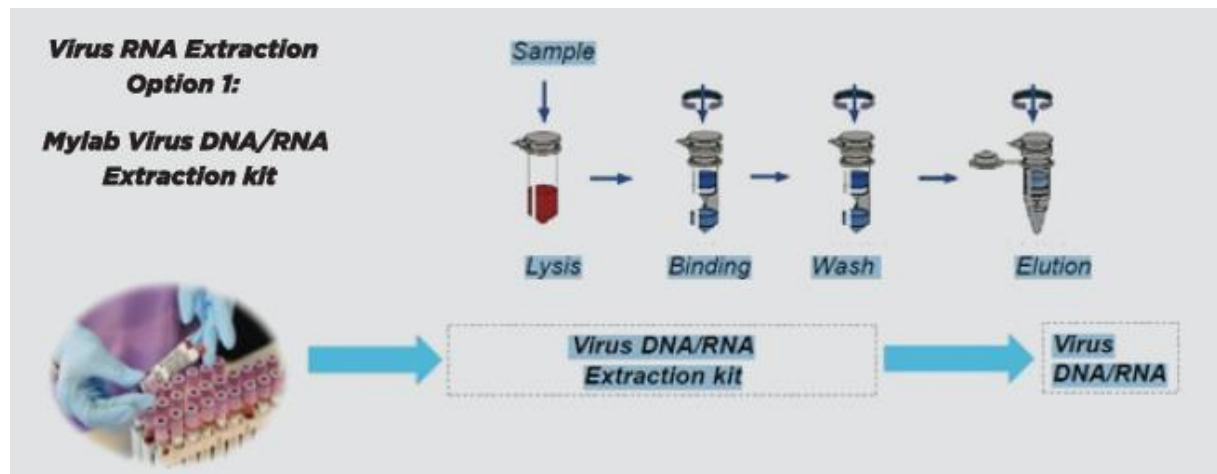 Virus RNA Extraction
Option 1:
Mylab Virus DNA/RNA
Extraction kit
Sample
Lysis
Binding
Wash
Elution
Virus DNA/RNA
Extraction kit
Virus
DNA/RNA